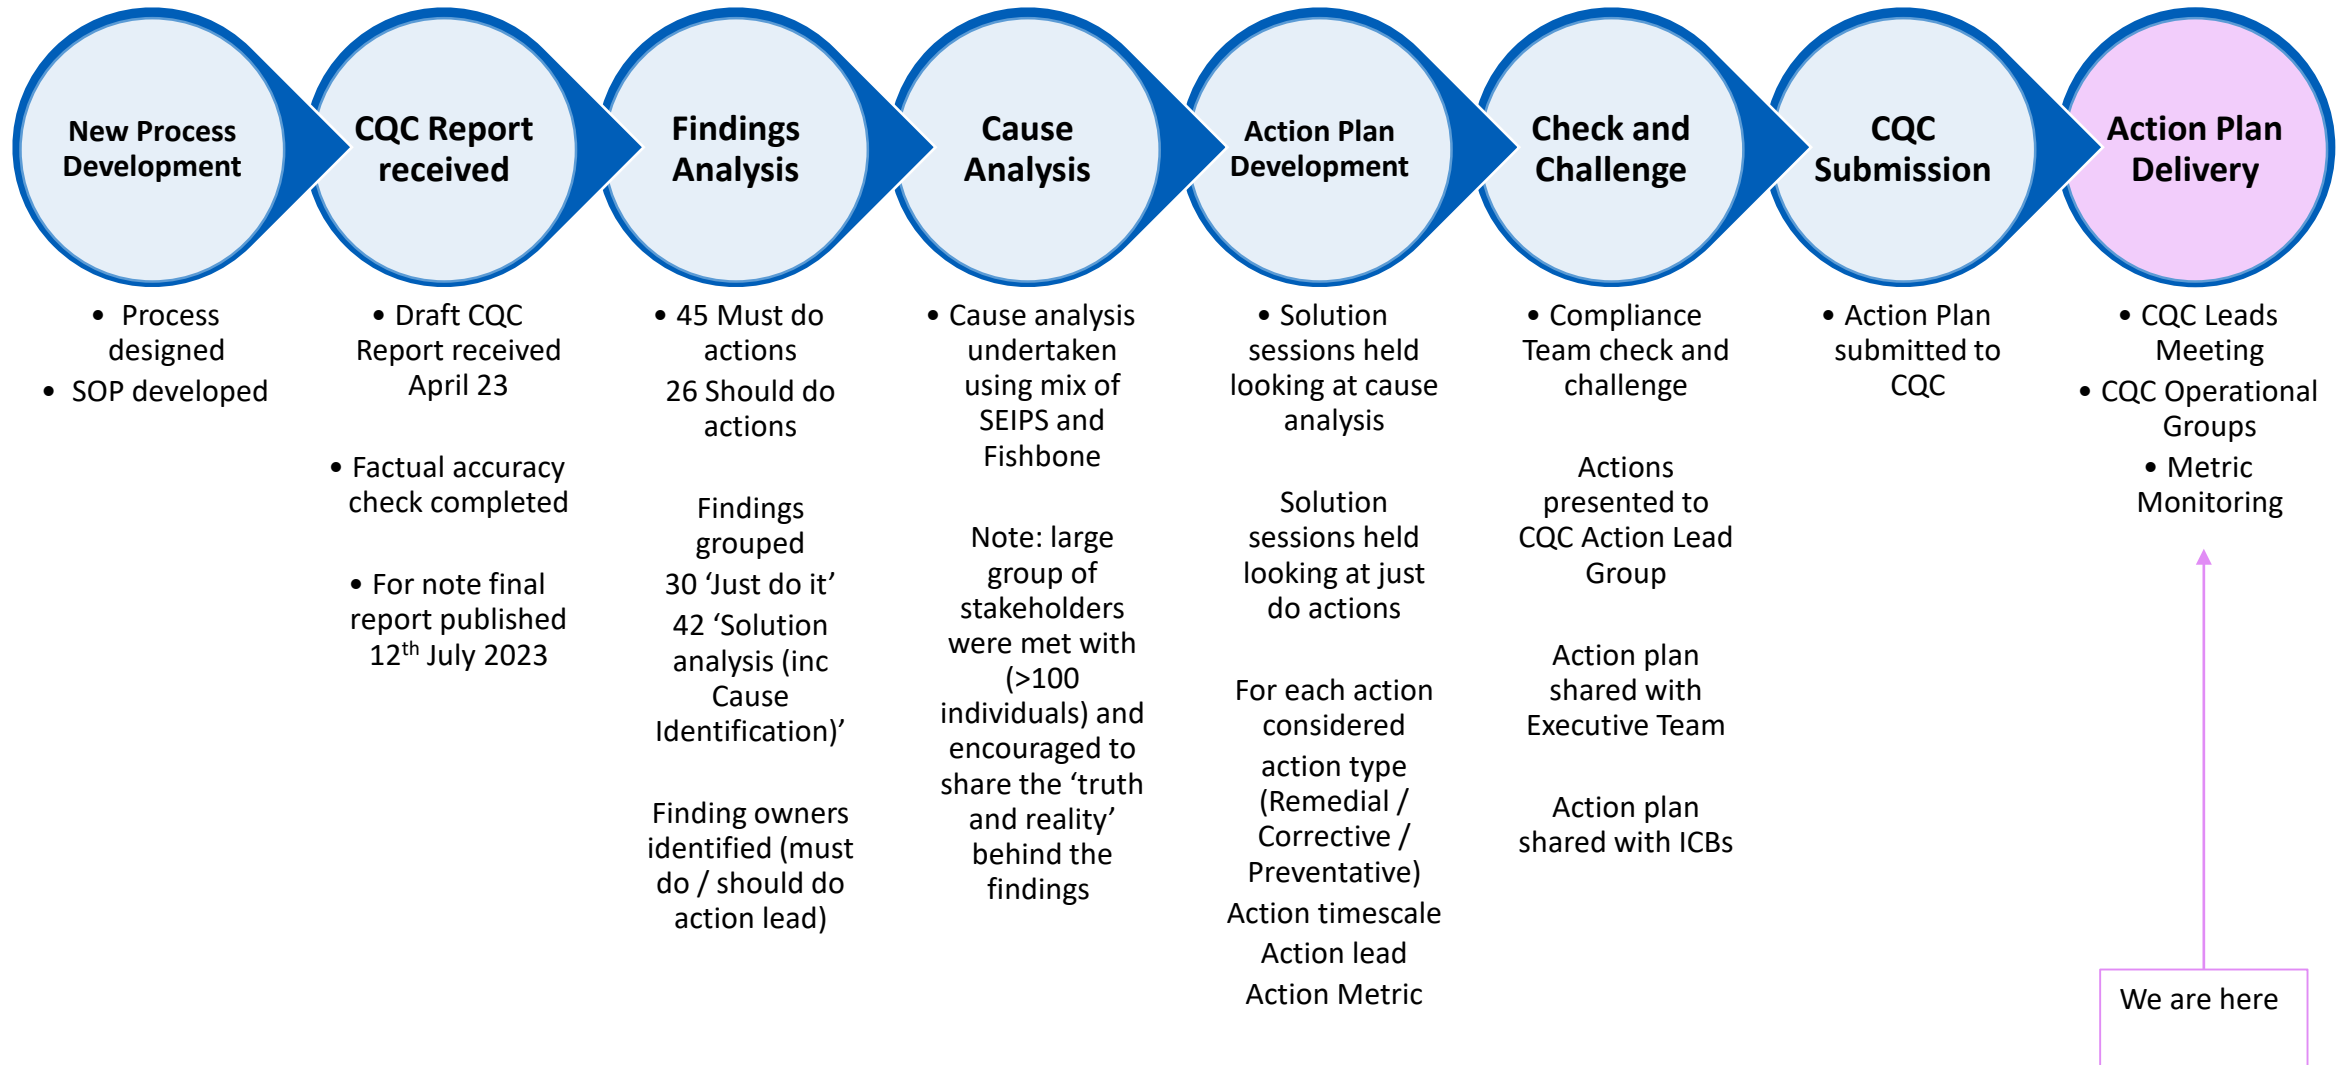 New Process
Development
CQC Report
received
Findings
Analysis
Cause
Analysis
Action Plan
Development
Check and
Challenge
CQC
Submission
Action Plan
Delivery
• Process
designed
• SOP developed
• Draft CQC
Report received
April 23
• Factual accuracy
check completed
• For note final
report published
12th July 2023
• 45 Must do
actions
26 Should do
actions
Findings
grouped
30 ‘Just do it’
42 ‘Solution
analysis (inc
Cause
Identification)’
Finding owners
identified (must
do / should do
action lead)
• Cause analysis
undertaken
using mix of
SEIPS and
Fishbone
Note: large
group of
stakeholders
were met with
(>100
individuals) and
encouraged to
share the ‘truth
and reality’
behind the
findings
• Solution
sessions held
looking at cause
analysis
Solution
sessions held
looking at just
do actions
For each action
considered
action type
(Remedial /
Corrective /
Preventative)
Action timescale
Action lead
Action Metric
• Compliance
Team check and
challenge
Actions
presented to
CQC Action Lead
Group
Action plan
shared with
Executive Team
Action plan
shared with ICBs
• Action Plan
submitted to
CQC
• CQC Leads
Meeting
• CQC Operational
Groups
• Metric
Monitoring
We are here